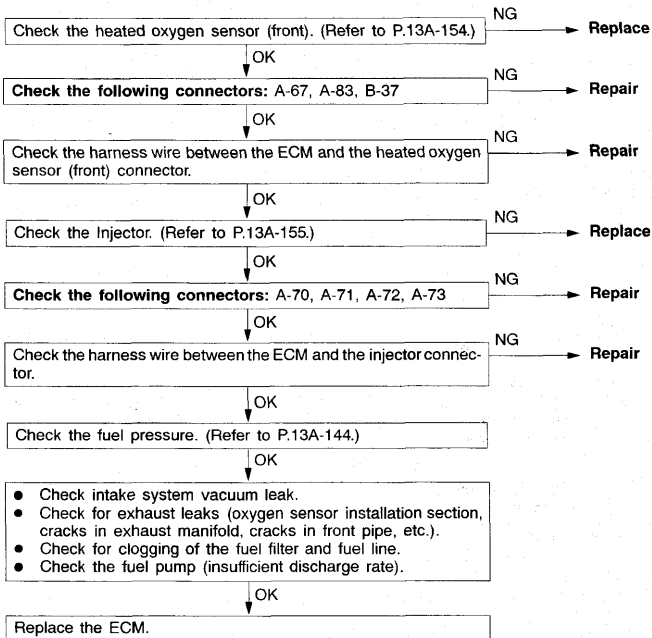 Check the heated oxygen sensor (front). (Refer to P.13A-154.)
NG
Replace
OK
Check the following connectors: A-67, A-83, B-37
NG
Repair
OK
Check the harness wire between the ECM and the heated oxygen
sensor (front) connector.
NG
Repair
OK
Check the Injector. (Refer to P.13A-155.)
NG
Replace
OK
Check the following connectors: A-70, A-71, A-72, A-73
NG
Repair
OK
Check the harness wire between the ECM and the injector connec-
tor.
NG
Repair
OK
Check the fuel pressure. (Refer to P.13A-144.)
OK
● Check intake system vacuum leak.
● Check for exhaust leaks (oxygen sensor installation section,
cracks in exhaust manifold, cracks in front pipe, etc.).
● Check for clogging of the fuel filter and fuel line.
● Check the fuel pump (insufficient discharge rate).
OK
Replace the ECM.